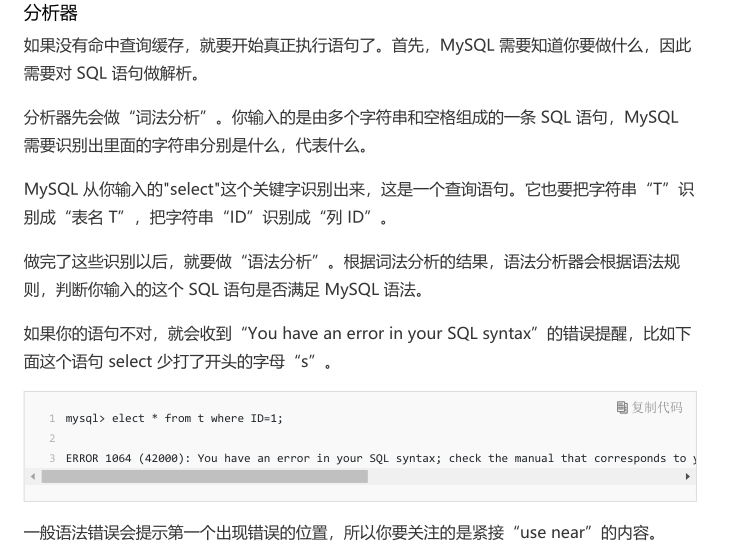 分析器
如果没有命中查询缓存，就要开始真正执行语句了。首先，MySQL 需要知道你要做什么，因此
需要对 SQL 语句做解析。
分析器先会做“词法分析”。你输入的是由多个字符串和空格组成的一条 SQL 语句，MySQL
需要识别出里面的字符串分别是什么，代表什么。
MySQL 从你输入的"select"这个关键字识别出来，这是一个查询语句。它也要把字符串“T”识
别成“表名 T”，把字符串“ID”识别成“列 ID”。
做完了这些识别以后，就要做“语法分析”。根据词法分析的结果，语法分析器会根据语法规
则，判断你输入的这个 SQL 语句是否满足 MySQL 语法。
如果你的语句不对，就会收到“You have an error in your SQL syntax”的错误提醒，比如下
面这个语句 select 少打了开头的字母“s”。
复制代码
1 mysql> elect * from t where ID=1;
2
3 ERROR 1064 (42000): You have an error in your SQL syntax; check the manual that corresponds to
一般语法错误会提示第一个出现错误的位置，所以你要关注的是紧接“use near”的内容。